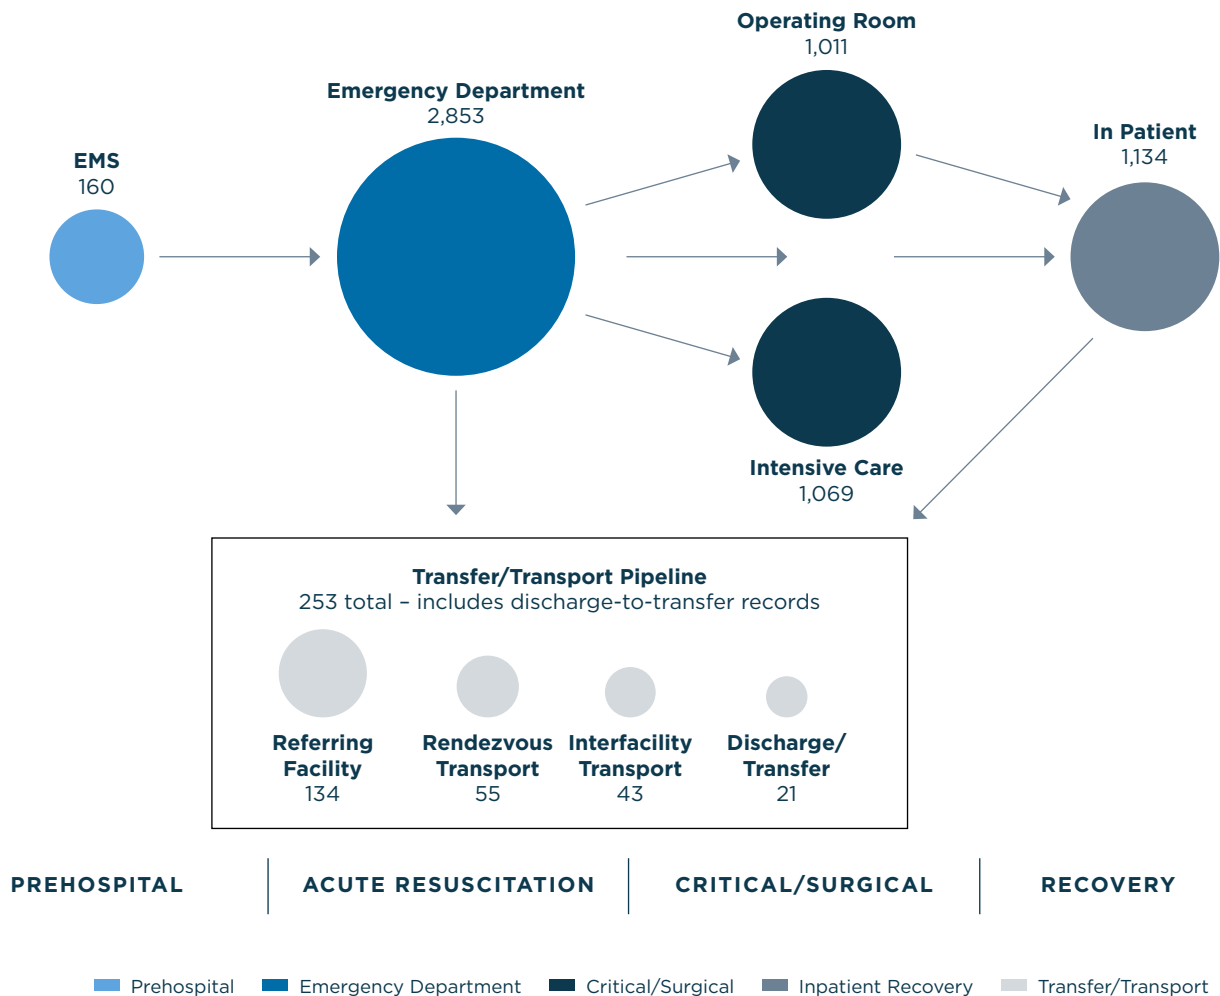 Operating Room
1,011
Emergency Department
2,853
In Patient
1,134
EMS
160
Intensive Care
1,069
Transfer/Transport Pipeline
253 total – includes discharge-to-transfer records
Referring
Facility
134
Rendezvous
Transport
55
Interfacility
Transport
43
Discharge/
Transfer
21
PREHOSPITAL
ACUTE RESUSCITATION
CRITICAL/SURGICAL
RECOVERY
Prehospital
Emergency Department
Critical/Surgical
Inpatient Recovery
Transfer/Transport